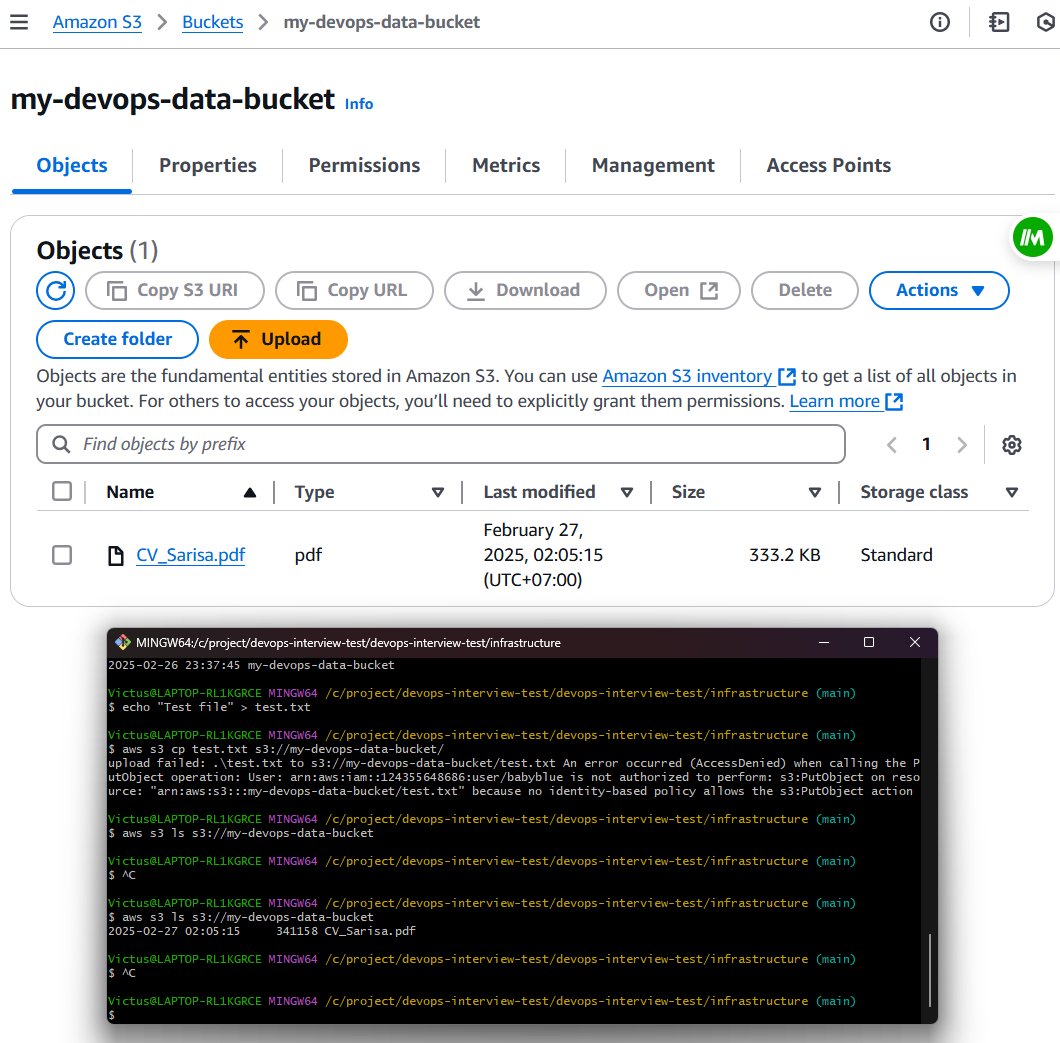 Amazon S3 > Buckets > my-devops-data-bucket
my-devops-data-bucket Info
Objects Properties Permissions Metrics Management Access Points
Objects (1)
Copy S3 URI Copy URL Download Open Delete Actions
Create folder Upload
Objects are the fundamental entities stored in Amazon S3. You can use Amazon S3 inventory to get a list of all objects in
your bucket. For others to access your objects, you'll need to explicitly grant them permissions. Learn more
Find objects by prefix
1
Name Type Last modified Size Storage class
CV_Sarisa.pdf pdf February 27,
2025, 02:05:15
(UTC+07:00) 333.2 KB Standard
MINGW64:/c/project/devops-interview-test/devops-interview-test/infrastructure
2025-02-26 23:37:45 my-devops-data-bucket
Victus@LAPTOP-RL1KGRCE MINGW64 /c/project/devops-interview-test/devops-interview-test/infrastructure (main)
$ echo "Test file" > test.txt
Victus@LAPTOP-RL1KGRCE MINGW64 /c/project/devops-interview-test/devops-interview-test/infrastructure (main)
$ aws s3 cp test.txt s3://my-devops-data-bucket/
upload failed: .\test.txt to s3://my-devops-data-bucket/test.txt An error occurred (AccessDenied) when calling the P
utObject operation: User: arn:aws:iam::124355648686:user/babyblue is not authorized to perform: s3:PutObject on reso
urce: "arn:aws:s3:::my-devops-data-bucket/test.txt" because no identity-based policy allows the s3:PutObject action
Victus@LAPTOP-RL1KGRCE MINGW64 /c/project/devops-interview-test/devops-interview-test/infrastructure (main)
$ aws s3 ls s3://my-devops-data-bucket
Victus@LAPTOP-RL1KGRCE MINGW64 /c/project/devops-interview-test/devops-interview-test/infrastructure (main)
$ ^C
Victus@LAPTOP-RL1KGRCE MINGW64 /c/project/devops-interview-test/devops-interview-test/infrastructure (main)
$ aws s3 ls s3://my-devops-data-bucket
2025-02-27 02:05:15 341158 CV_Sarisa.pdf
Victus@LAPTOP-RL1KGRCE MINGW64 /c/project/devops-interview-test/devops-interview-test/infrastructure (main)
$ ^C
Victus@LAPTOP-RL1KGRCE MINGW64 /c/project/devops-interview-test/devops-interview-test/infrastructure (main)
$